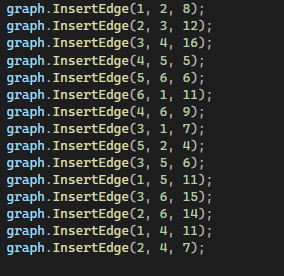 graph.InsertEdge(1, 2, 8);
graph.InsertEdge(2, 3, 12);
graph.InsertEdge(3, 4, 16);
graph.InsertEdge(4, 5, 5);
graph.InsertEdge(5, 6, 6);
graph.InsertEdge(6, 1, 11);
graph.InsertEdge(4, 6, 9);
graph.InsertEdge(3, 1, 7);
graph.InsertEdge(5, 2, 4);
graph.InsertEdge(3, 5, 6);
graph.InsertEdge(1, 5, 11);
graph.InsertEdge(3, 6, 15);
graph.InsertEdge(2, 6, 14);
graph.InsertEdge(1, 4, 11);
graph.InsertEdge(2, 4, 7);